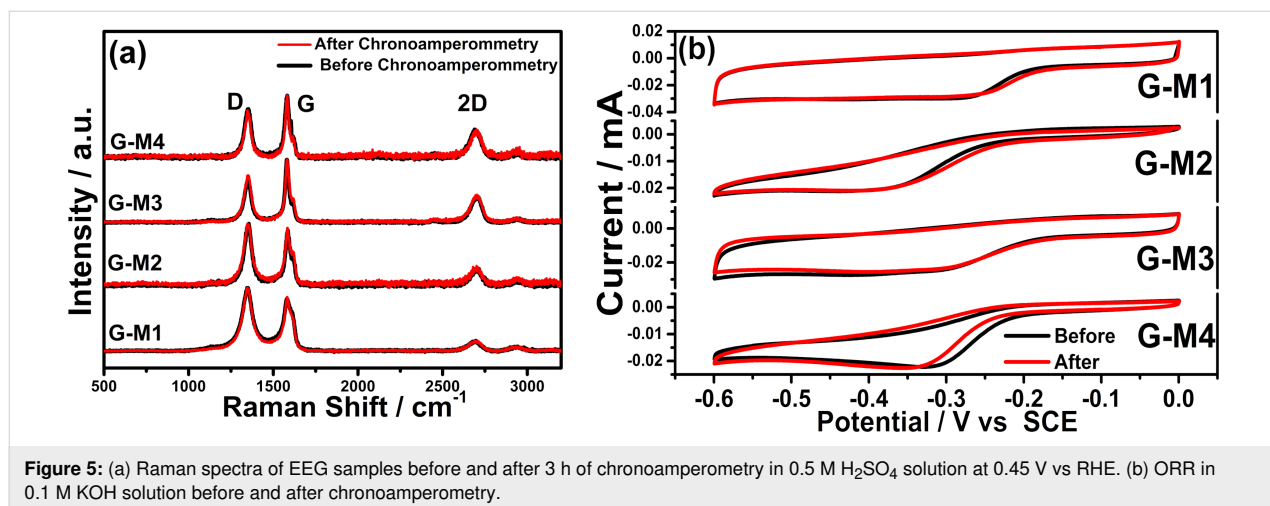 (a)
After Chronoamperommetry
Before Chronoamperommetry
D
G
2D
G-M4
G-M3
G-M2
G-M1
Intensity / a.u.
500 1000 1500 2000 2500 3000
Raman Shift / cm⁻¹
(b)
0.02
0.00
-0.02
-0.04
G-M1
0.00
-0.01
-0.02
G-M2
0.00
-0.02
G-M3
0.00
-0.01
-0.02
G-M4
Before
After
Current / mA
-0.6 -0.5 -0.4 -0.3 -0.2 -0.1 0.0
Potential / V vs SCE
Figure 5: (a) Raman spectra of EEG samples before and after 3 h of chronoamperometry in 0.5 M H₂SO₄ solution at 0.45 V vs RHE. (b) ORR in
0.1 M KOH solution before and after chronoamperometry.